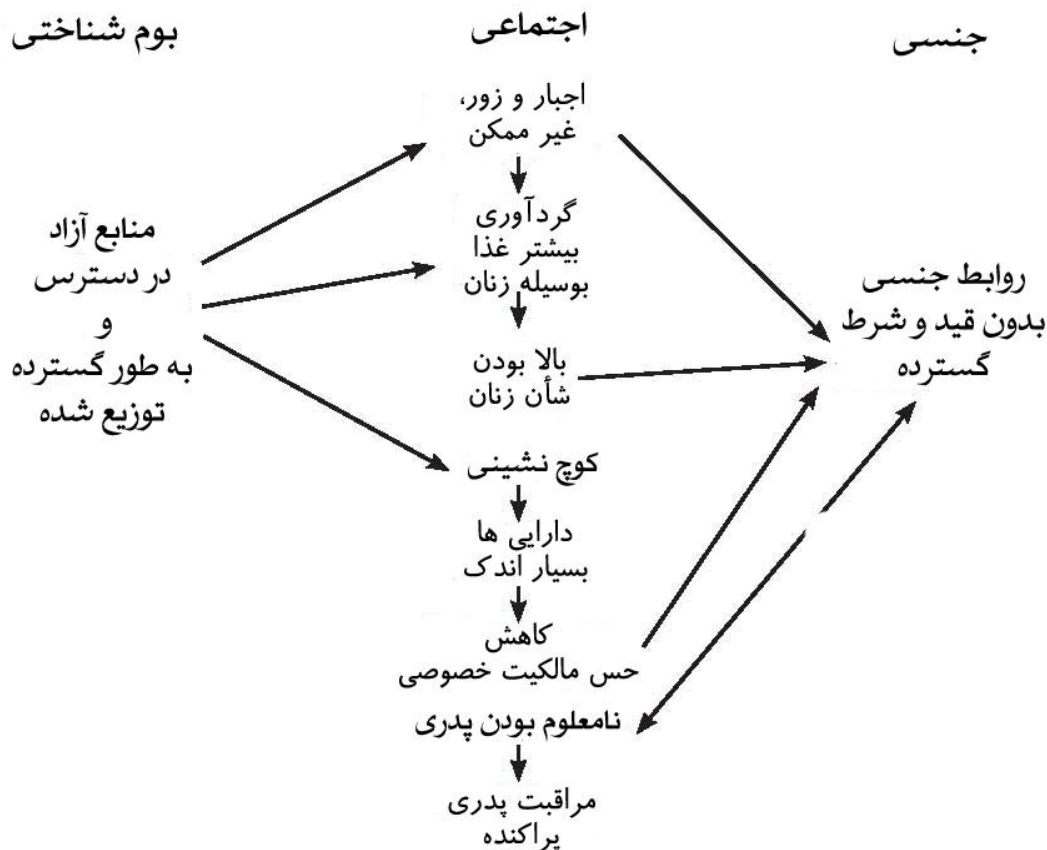 بوم شناختی
اجتماعی
جنسی
منابع آزاد
در دسترس
و
به طور گسترده
توزیع شده
اجبار و زور،
غیر ممکن
گردآوری
بیشتر غذا
بوسیله زنان
بالا بودن
شأن زنان
کوچ نشینی
دارایی ها
بسیار اندک
کاهش
حس مالکیت خصوصی
نامعلوم بودن پدری
مراقبت پدری
پراکنده
روابط جنسی
بدون قید و شرط
گسترده